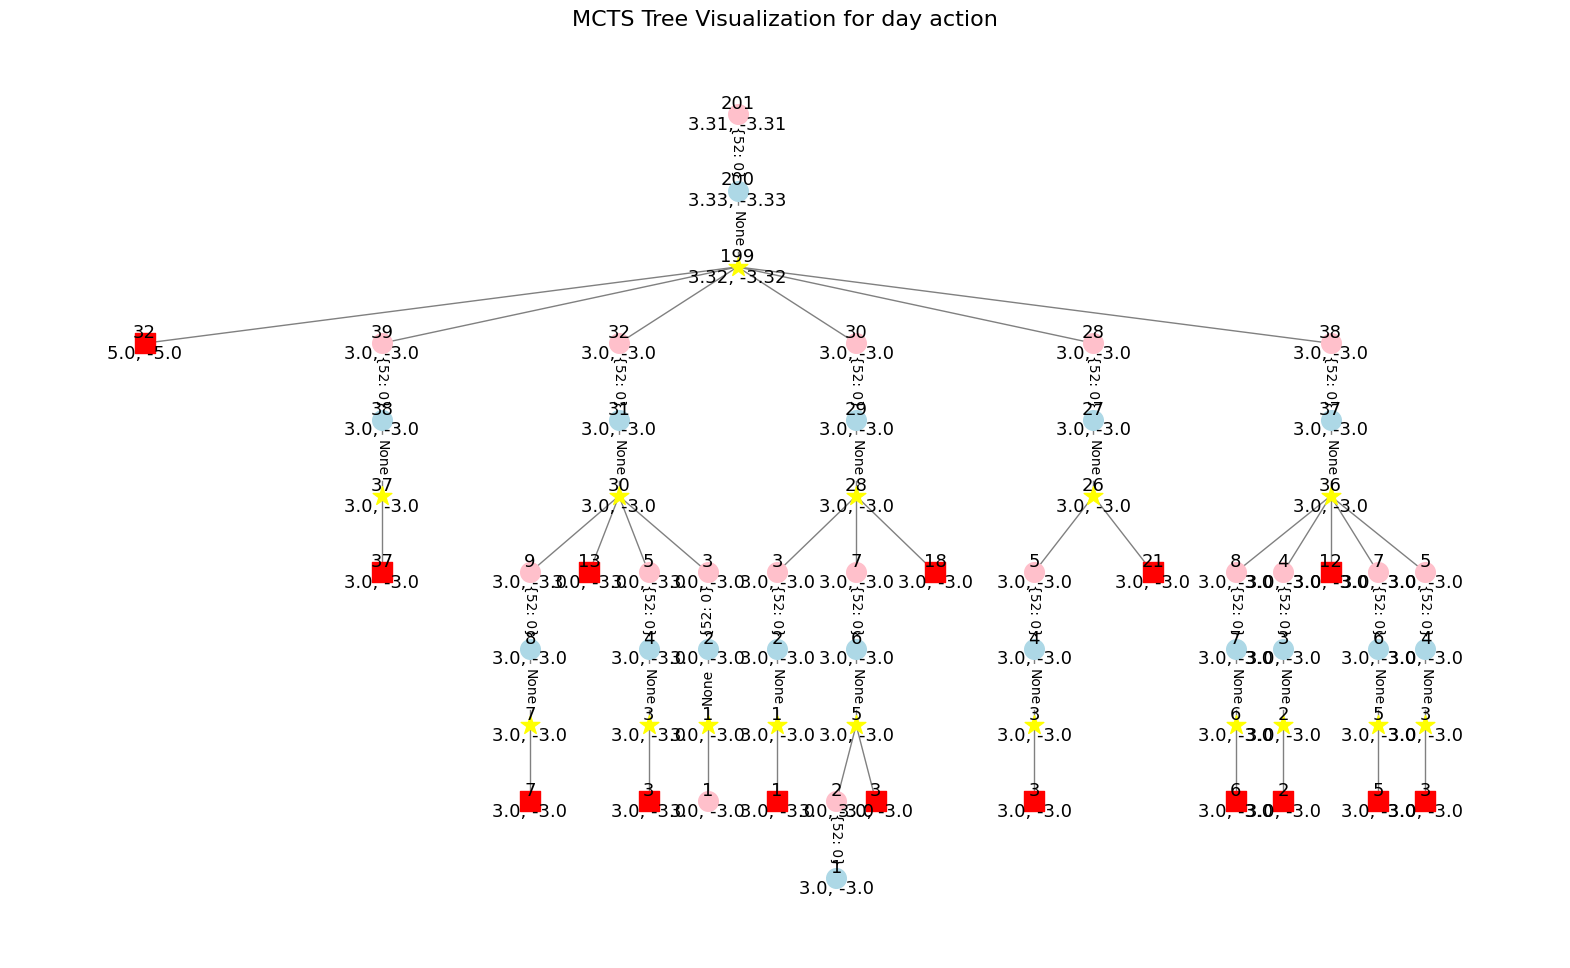 MCTS Tree Visualization for day action
201
3.31, -3.31
{52: 0}
200
3.33, -3.33
None
199
3.32, -3.32
32 39 32 30 28 38
5.0, -5.0 3.0, -3.0 3.0, -3.0 3.0, -3.0 3.0, -3.0 3.0, -3.0
{52: 0} {52: 0} {52: 0} {52: 0} {52: 0}
38 31 29 27 37
3.0, -3.0 3.0, -3.0 3.0, -3.0 3.0, -3.0 3.0, -3.0
None None None None None
37 30 28 26 36
3.0, -3.0 3.0, -3.0 3.0, -3.0 3.0, -3.0 3.0, -3.0
37 9 13 5 3 3 7 18 5 21 8 4 12 7 5
3.0, -3.0 3.0, -3.0 3.0, -3.0 3.0, -3.0 3.0, -3.0 3.0, -3.0 3.0, -3.0 3.0, -3.0 3.0, -3.0 3.0, -3.0 3.0, -3.0 3.0, -3.0 3.0, -3.0 3.0, -3.0 3.0, -3.0
{52: 0} {52: 0} {52: 0} {52: 0} {52: 0} {52: 0} {52: 0} {52: 0} {52: 0} {52: 0}
8 4 2 2 6 4 7 3 6 4
3.0, -3.0 3.0, -3.0 3.0, -3.0 3.0, -3.0 3.0, -3.0 3.0, -3.0 3.0, -3.0 3.0, -3.0 3.0, -3.0 3.0, -3.0
None None None None None None None None None None
7 3 1 1 5 3 6 2 5 3
3.0, -3.0 3.0, -3.0 3.0, -3.0 3.0, -3.0 3.0, -3.0 3.0, -3.0 3.0, -3.0 3.0, -3.0 3.0, -3.0 3.0, -3.0
7 3 1 1 2 3 3 6 2 5 3
3.0, -3.0 3.0, -3.0 3.0, -3.0 3.0, -3.0 3.0, -3.0 3.0, -3.0 3.0, -3.0 3.0, -3.0 3.0, -3.0 3.0, -3.0 3.0, -3.0
{52: 0}
1
3.0, -3.0